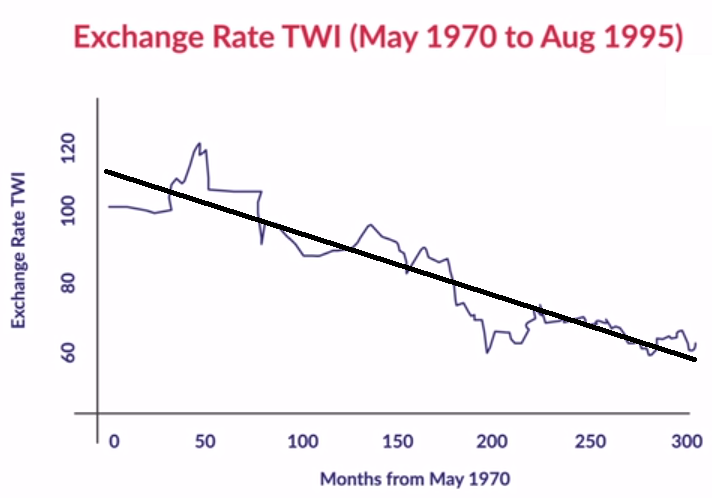 Exchange Rate TWI (May 1970 to Aug 1995)
Exchange Rate TWI
120
100
80
60
0 50 100 150 200 250 300
Months from May 1970